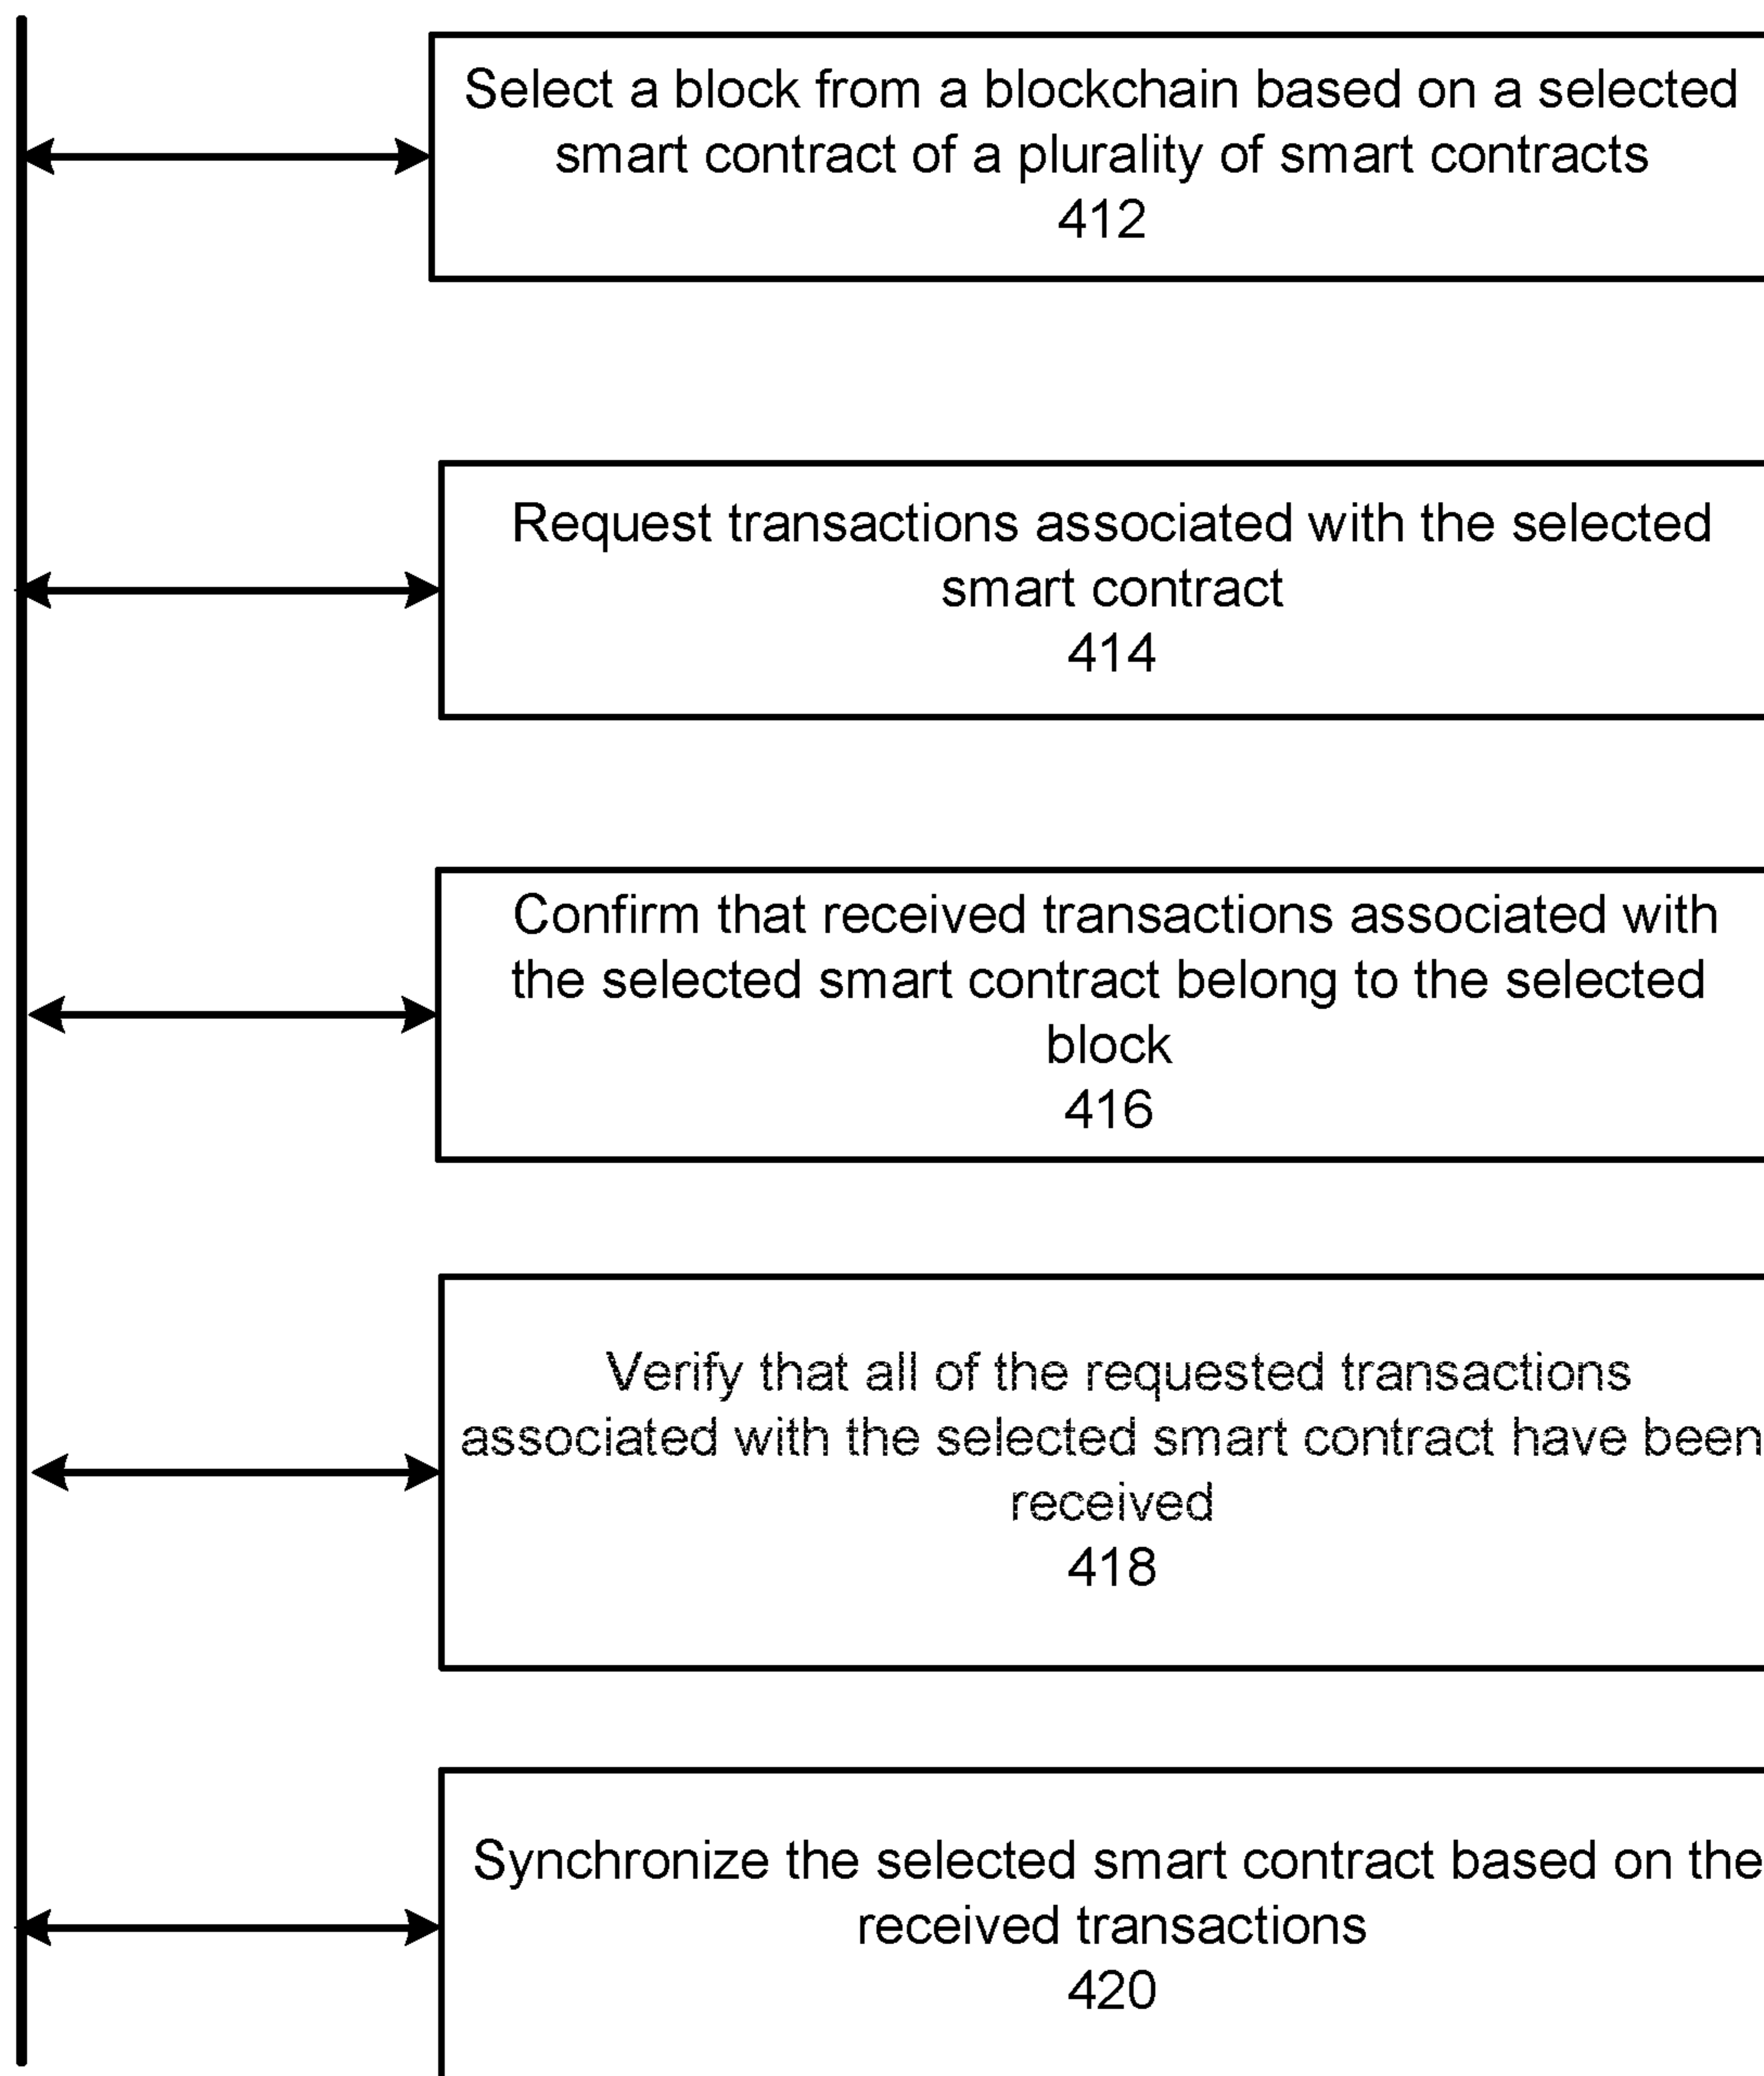 Select a block from a blockchain based on a selected
smart contract of a plurality of smart contracts
412
Request transactions associated with the selected
smart contract
414
Confirm that received transactions associated with
the selected smart contract belong to the selected
block
416
Verify that all of the requested transactions
associated with the selected smart contract have been
received
418
Synchronize the selected smart contract based on the
received transactions
420